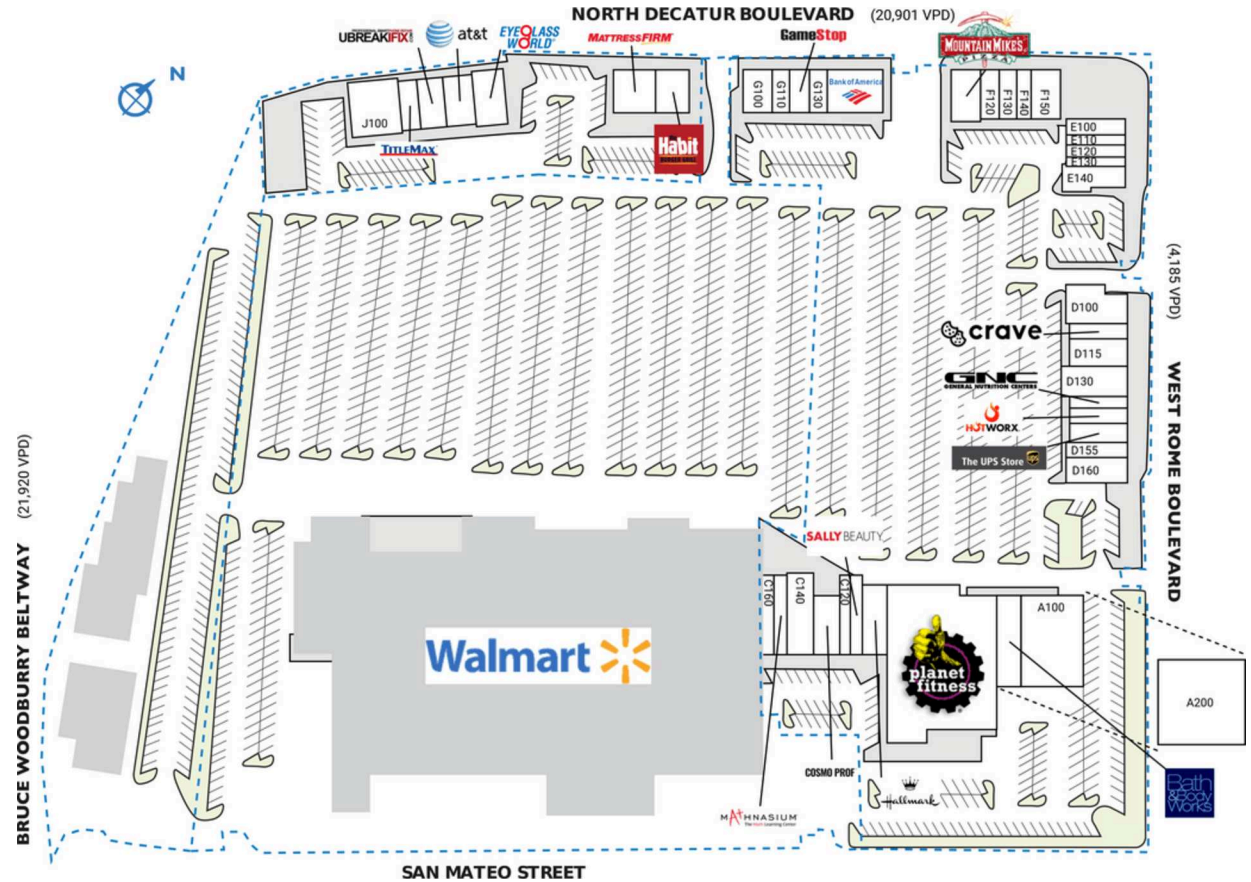 NORTH DECATUR BOULEVARD (20,901 VPD)
N
UBREAKIFIX
at&t
EYEGLASS
WORLD
MATTRESSFIRM
GameStop
MOUNTAIN MIKE'S
J100
TITLEMAX
The
Habit
BURGER GRILL
G100
G110
G130
Bank of America
F120
F130
F140
F150
E100
E110
E120
E130
E140
(4,185 VPD)
WEST ROME BOULEVARD
D100
crave
D115
D130
GNC
GENERAL NUTRITION CENTERS
HOTWORX
The UPS Store
ups
D155
D160
BRUCE WOODBURRY BELTWAY (21,920 VPD)
SALLY BEAUTY
C160
C140
C120
A100
Walmart
planet
fitness
A200
COSMO PROF
Hallmark
MATHNASIUM
The Math Learning Center
Bath
& Body
Works
SAN MATEO STREET